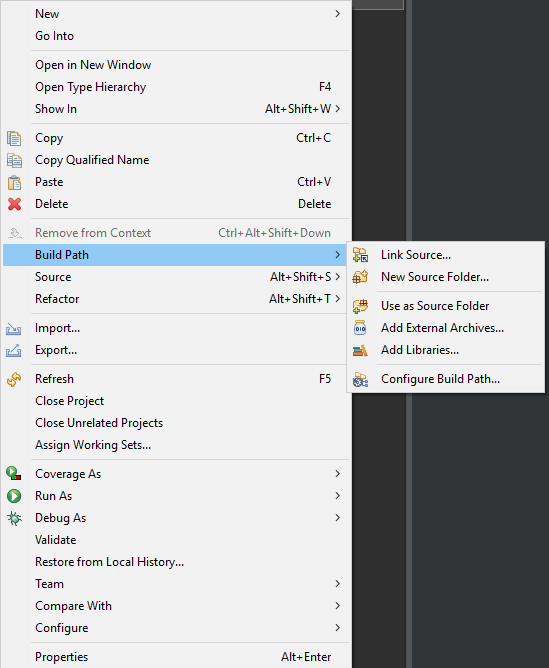 New
Go Into
Open in New Window
Open Type Hierarchy F4
Show In Alt+Shift+W
Copy Ctrl+C
Copy Qualified Name
Paste Ctrl+V
Delete Delete
Remove from Context Ctrl+Alt+Shift+Down
Build Path
Source Alt+Shift+S
Refactor Alt+Shift+T
Import...
Export...
Refresh F5
Close Project
Close Unrelated Projects
Assign Working Sets...
Coverage As
Run As
Debug As
Validate
Restore from Local History...
Team
Compare With
Configure
Properties Alt+Enter
Link Source...
New Source Folder...
Use as Source Folder
Add External Archives...
Add Libraries...
Configure Build Path...